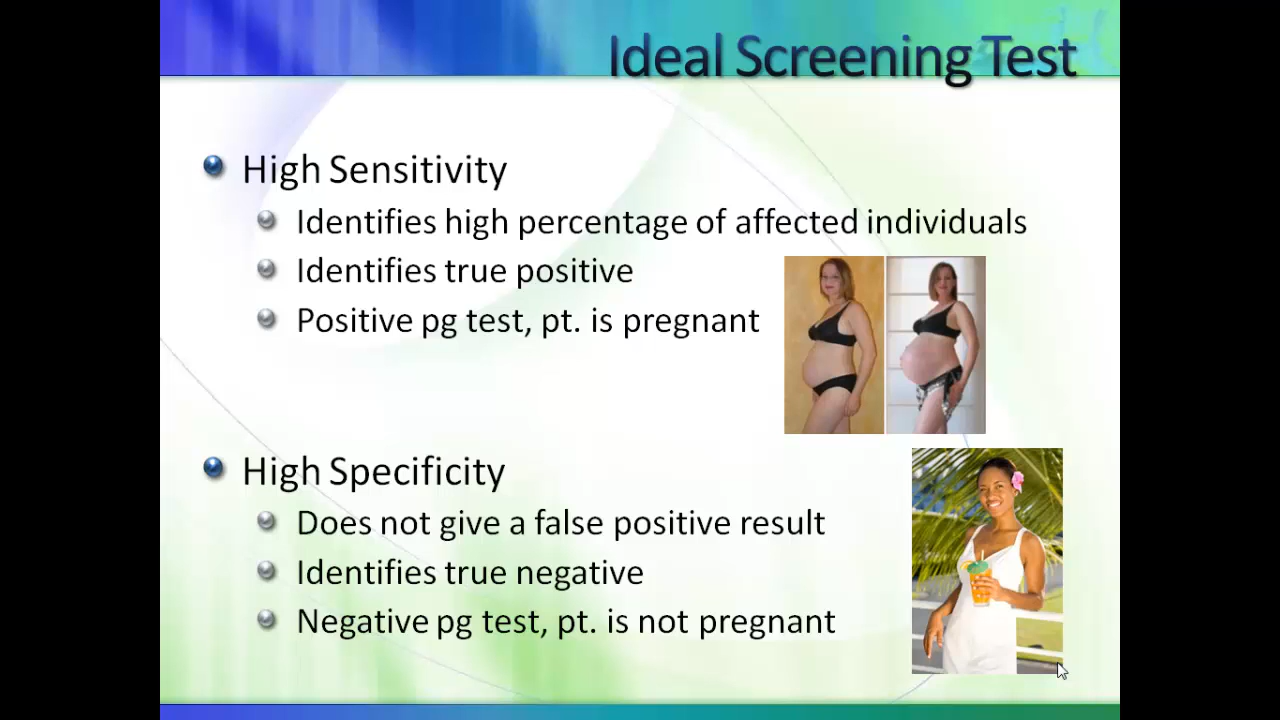 Ideal Screening Test
High Sensitivity
Identifies high percentage of affected individuals
Identifies true positive
Positive pg test, pt. is pregnant
High Specificity
Does not give a false positive result
Identifies true negative
Negative pg test, pt. is not pregnant